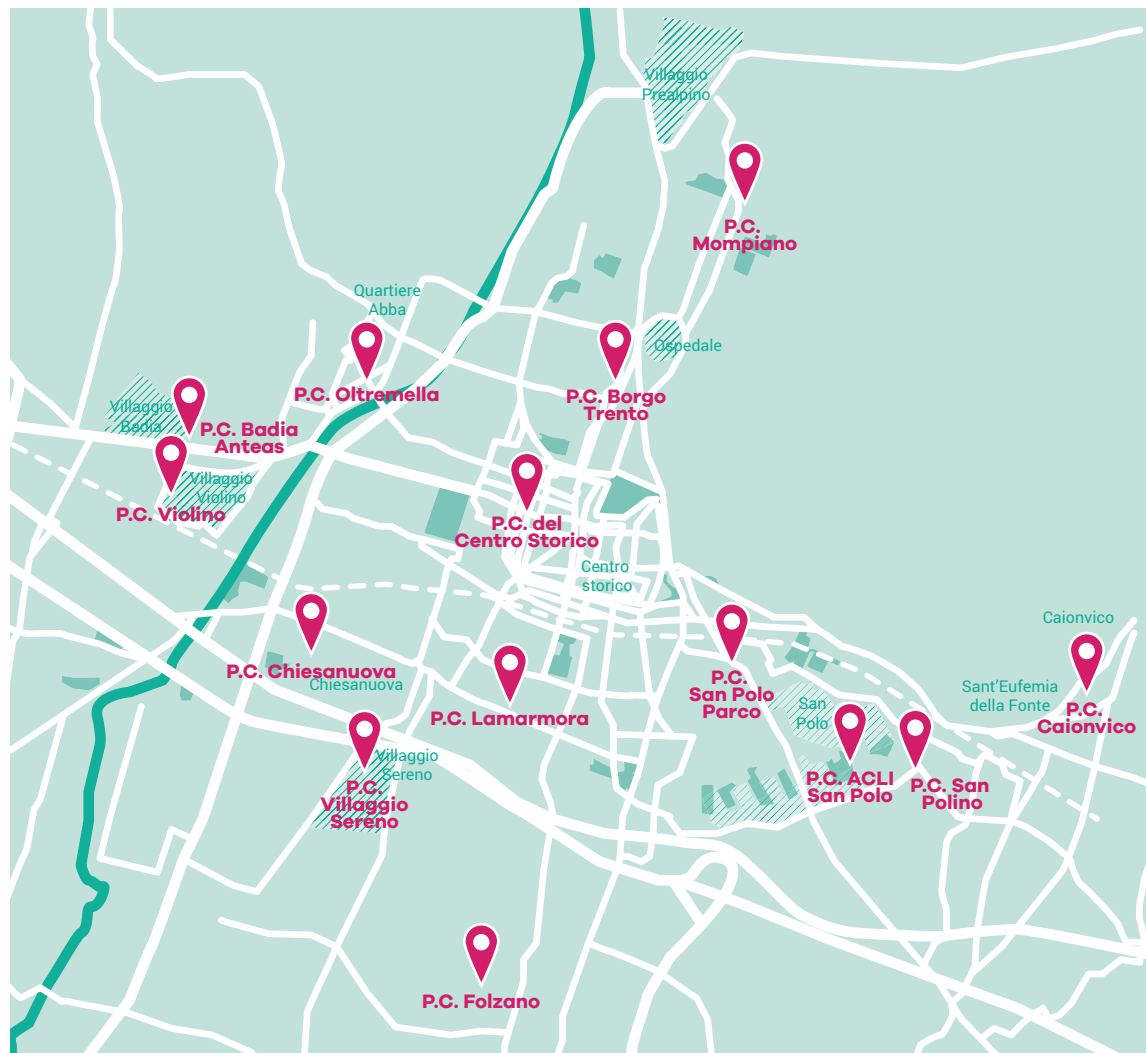 Villaggio
Prealpino
P.C.
Mompiano
Quartiere
Abba
Ospedale
P.C. Oltremella
P.C. Borgo
Trento
Villaggio
Badia
P.C. Badia
Anteas
Villaggio
Violino
P.C. Violino
P.C. del
Centro Storico
Centro
storico
Caionvico
P.C. Chiesanuova
Chiesanuova
P.C.
San Polo
Parco
Sant'Eufemia
della Fonte
P.C.
Caionvico
P.C. Lamarmora
San
Polo
Villaggio
Sereno
P.C.
Villaggio
Sereno
P.C. ACLI
San Polo
P.C. San
Polino
P.C. Folzano